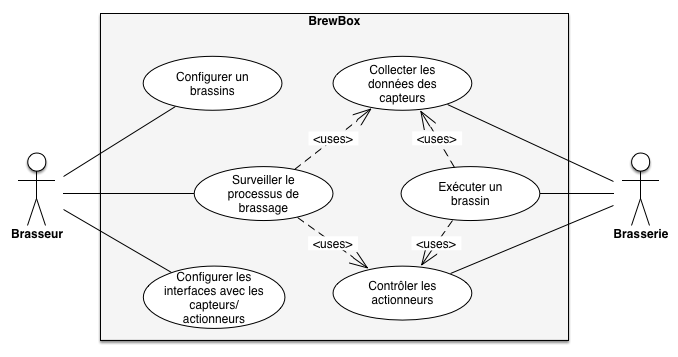 BrewBox
Configurer un
brassins
Collecter les
données des
capteurs
<uses>
<uses>
Surveiller le
processus de
brassage
Exécuter un
brassin
Brasseur
Brasserie
<uses>
<uses>
Configurer les
interfaces avec les
capteurs/
actionneurs
Contrôler les
actionneurs